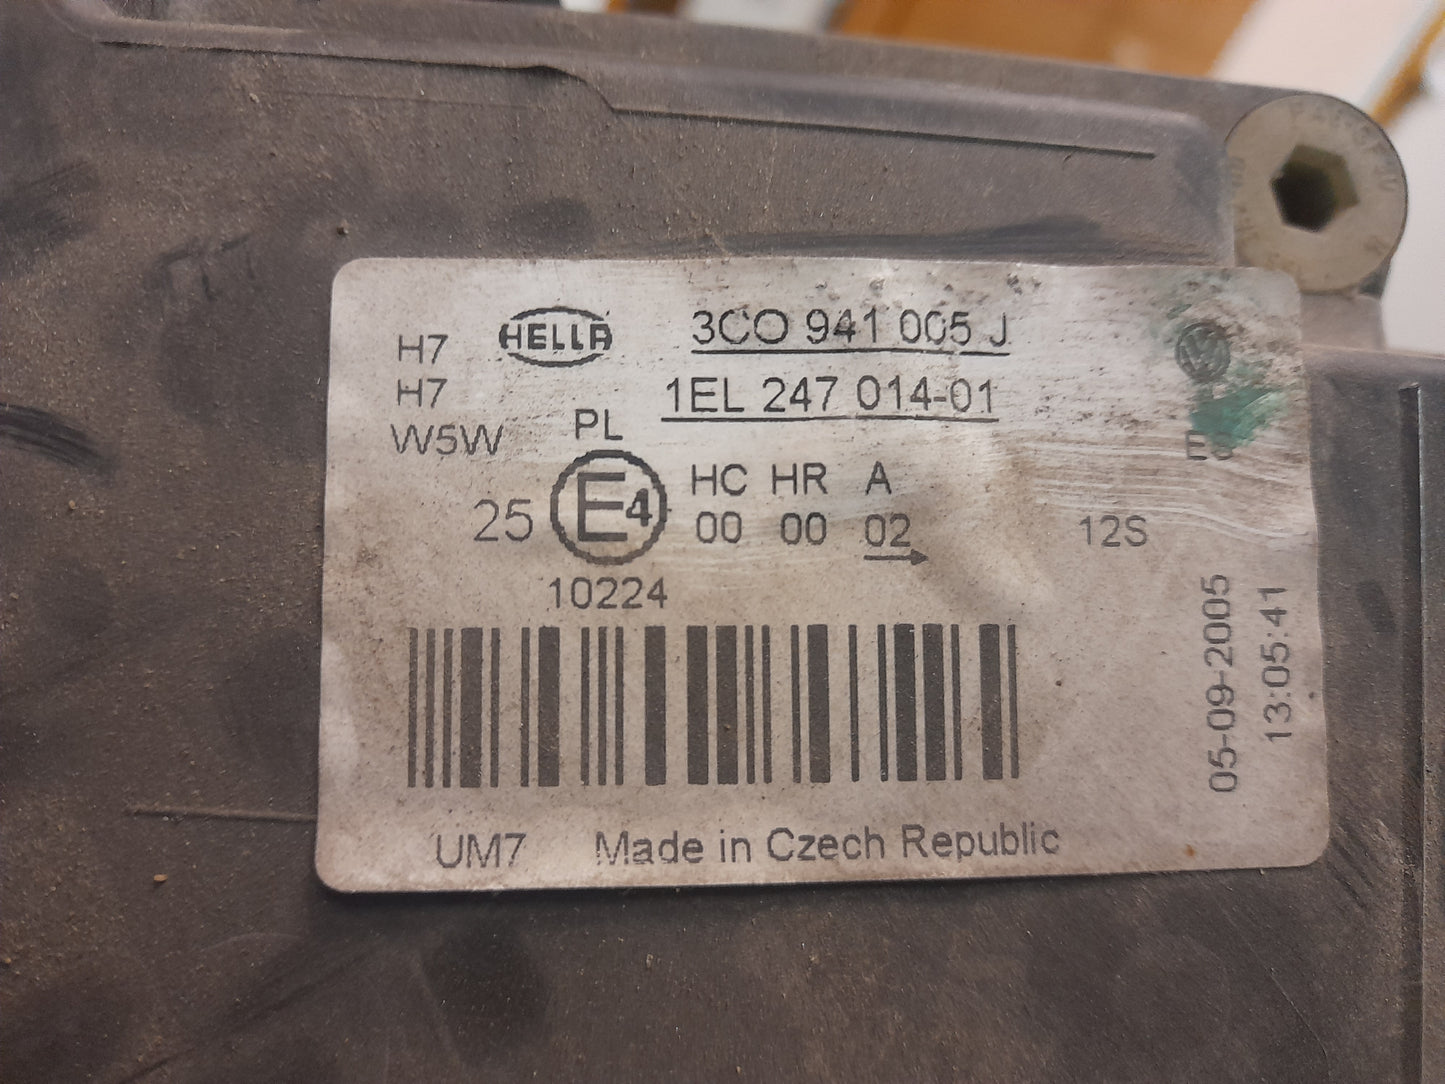 HELLA
3C0 941 005 J
1EL 247 014-01
H7
H7
W5W
PL
25 E4
HC HR A
00 00 02
12S
10224
05-09-2005
13:05:41
UM7 Made in Czech Republic